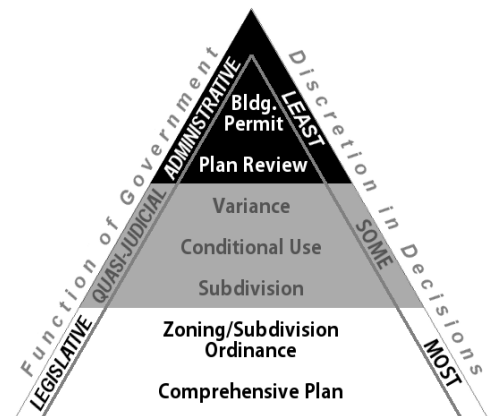 Function of Government
Discretion in Decisions
ADMINISTRATIVE
LEAST
Bldg.
Permit
Plan Review
QUASI-JUDICIAL
SOME
Variance
Conditional Use
Subdivision
LEGISLATIVE
MOST
Zoning/Subdivision
Ordinance
Comprehensive Plan